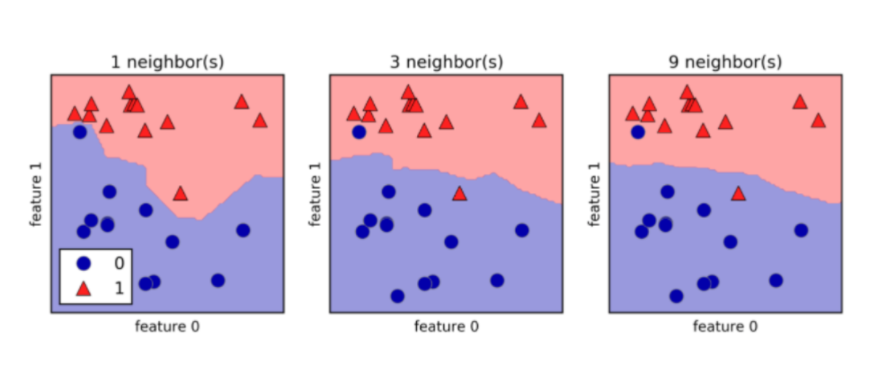 1 neighbor(s)
3 neighbor(s)
9 neighbor(s)
feature 1
feature 1
feature 1
0
1
feature 0
feature 0
feature 0